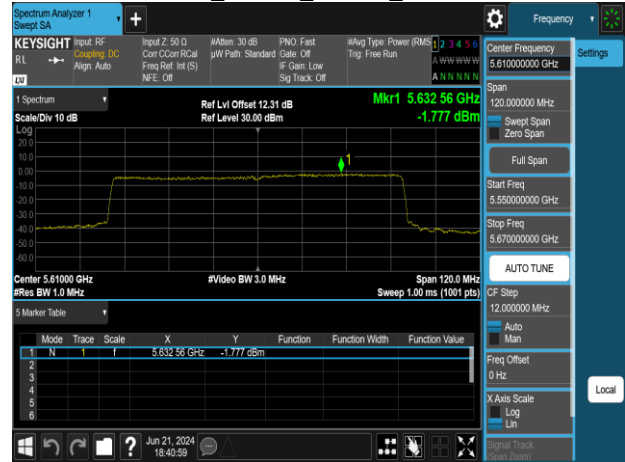 Spectrum Analyzer 1
Swept SA
+
Frequency
KEYSIGHT
Input: RF
Coupling: DC
Align: Auto
RL
LXI
Input Z: 50 Ω
Corr CCorr RCal
Freq Ref: Int (S)
NFE: Off
#Atten: 30 dB
µW Path: Standard
PNO: Fast
Gate: Off
IF Gain: Low
Sig Track: Off
#Avg Type: Power (RMS
Trig: Free Run
1 2 3 4 5 6
A W W W W W
A N N N N N
Center Frequency
5.610000000 GHz
Settings
Span
120.000000 MHz
Swept Span
Zero Span
Full Span
Start Freq
5.550000000 GHz
Stop Freq
5.670000000 GHz
AUTO TUNE
CF Step
12.000000 MHz
Auto
Man
Freq Offset
0 Hz
X Axis Scale
Log
Lin
Signal Track
(Span Zoom)
Local
1 Spectrum
Scale/Div 10 dB
Ref Lvl Offset 12.31 dB
Ref Level 30.00 dBm
Mkr1 5.632 56 GHz
-1.777 dBm
Log
20.0
10.0
0.00
-10.0
-20.0
-30.0
-40.0
-50.0
-60.0
1
Center 5.61000 GHz
#Res BW 1.0 MHz
#Video BW 3.0 MHz
Span 120.0 MHz
Sweep 1.00 ms (1001 pts)
5 Marker Table
Mode Trace Scale X Y Function Function Width Function Value
1 N 1 f 5.632 56 GHz -1.777 dBm
2
3
4
5
6
?
Jun 21, 2024
18:40:59